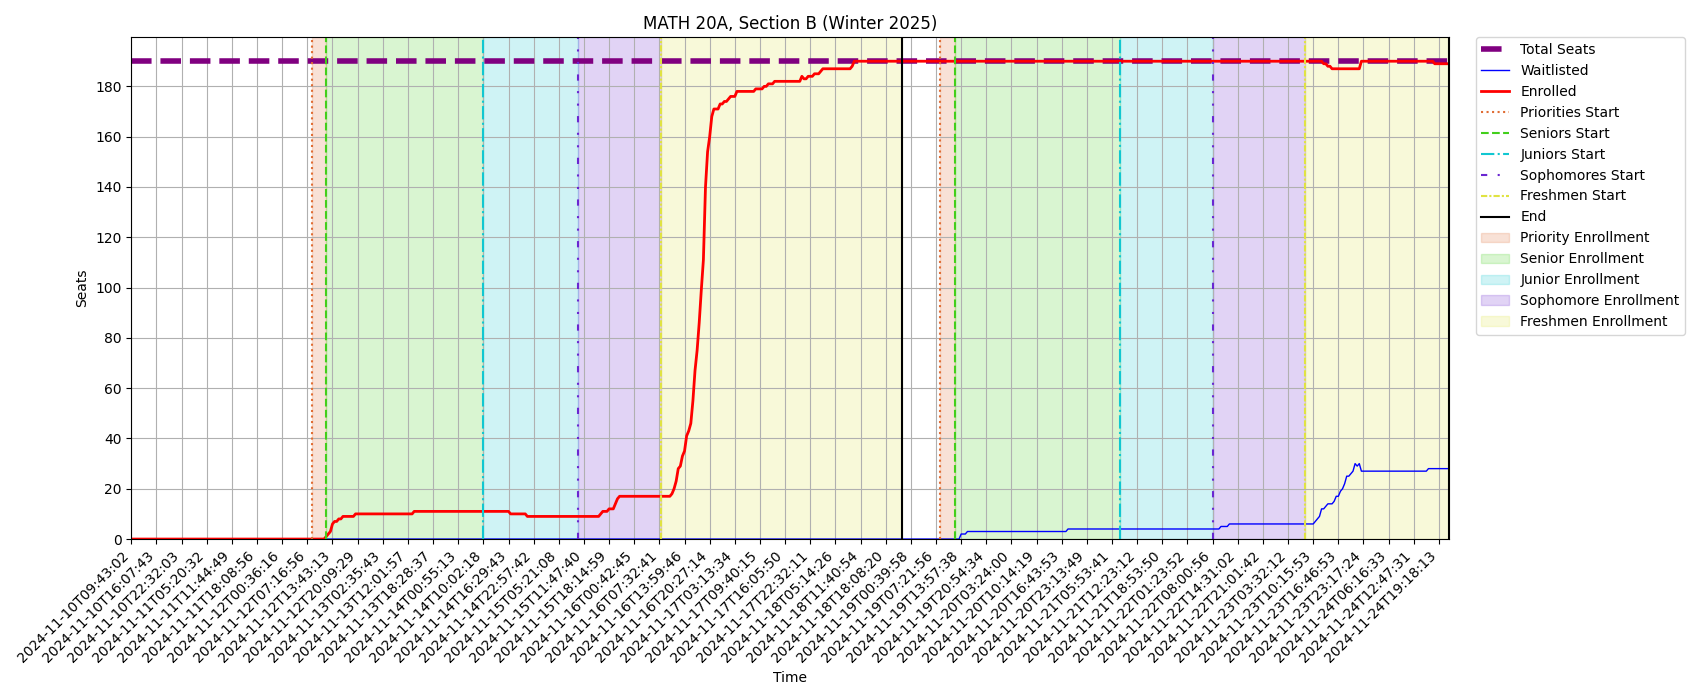 MATH 20A, Section B (Winter 2025)
Seats
180
160
140
120
100
80
60
40
20
0
2024-11-10T09:43:02
2024-11-10T16:07:43
2024-11-10T22:32:03
2024-11-11T05:20:32
2024-11-11T11:44:49
2024-11-11T18:08:56
2024-11-12T00:36:16
2024-11-12T07:16:56
2024-11-12T13:43:13
2024-11-12T20:09:29
2024-11-13T02:35:43
2024-11-13T12:01:57
2024-11-13T18:28:37
2024-11-14T00:55:13
2024-11-14T10:02:18
2024-11-14T16:29:43
2024-11-14T22:57:42
2024-11-15T05:21:08
2024-11-15T11:47:40
2024-11-15T18:14:59
2024-11-16T00:42:45
2024-11-16T07:32:41
2024-11-16T13:59:46
2024-11-16T20:27:14
2024-11-17T03:13:34
2024-11-17T09:40:15
2024-11-17T16:05:50
2024-11-17T22:32:11
2024-11-18T05:14:26
2024-11-18T11:40:54
2024-11-18T18:08:20
2024-11-19T00:39:58
2024-11-19T07:21:56
2024-11-19T13:57:38
2024-11-19T20:54:34
2024-11-20T03:24:00
2024-11-20T10:14:19
2024-11-20T16:43:53
2024-11-20T23:13:49
2024-11-21T05:53:41
2024-11-21T12:23:12
2024-11-21T18:53:50
2024-11-22T01:23:52
2024-11-22T08:00:56
2024-11-22T14:31:02
2024-11-22T21:01:42
2024-11-23T03:32:12
2024-11-23T10:15:53
2024-11-23T16:46:53
2024-11-23T23:17:24
2024-11-24T06:16:33
2024-11-24T12:47:31
2024-11-24T19:18:13
Time
Total Seats
Waitlisted
Enrolled
Priorities Start
Seniors Start
Juniors Start
Sophomores Start
Freshmen Start
End
Priority Enrollment
Senior Enrollment
Junior Enrollment
Sophomore Enrollment
Freshmen Enrollment